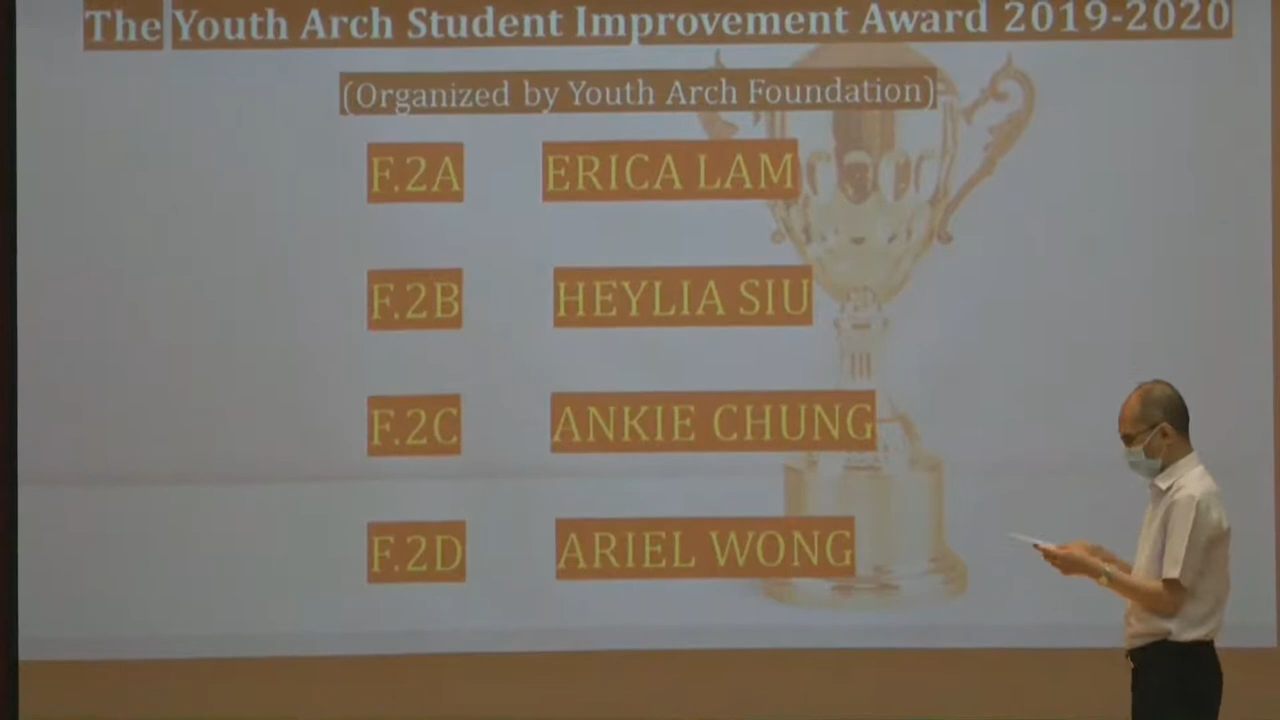 The Youth Arch Student Improvement Award 2019-2020
(Organized by Youth Arch Foundation)
F.2A ERICA LAM
F.2B HEYLIA SIU
F.2C ANKIE CHUNG
F.2D ARIEL WONG